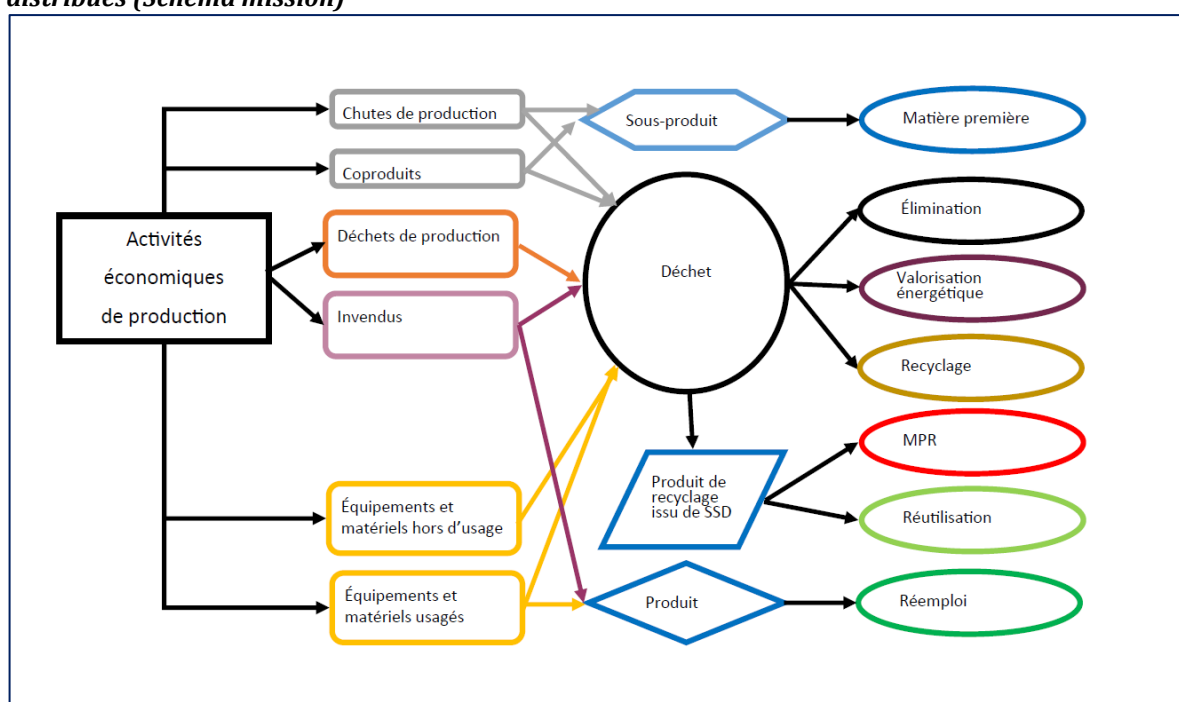 distribués (Schéma mission)
Chutes de production
Sous-produit
Matière première
Coproduits
Activités
économiques
de production
Déchets de production
Invendus
Déchet
Élimination
Valorisation
énergétique
Recyclage
MPR
Produit de
recyclage
issu de SSD
Réutilisation
Équipements et
matériels hors d'usage
Équipements et
matériels usagés
Produit
Réemploi